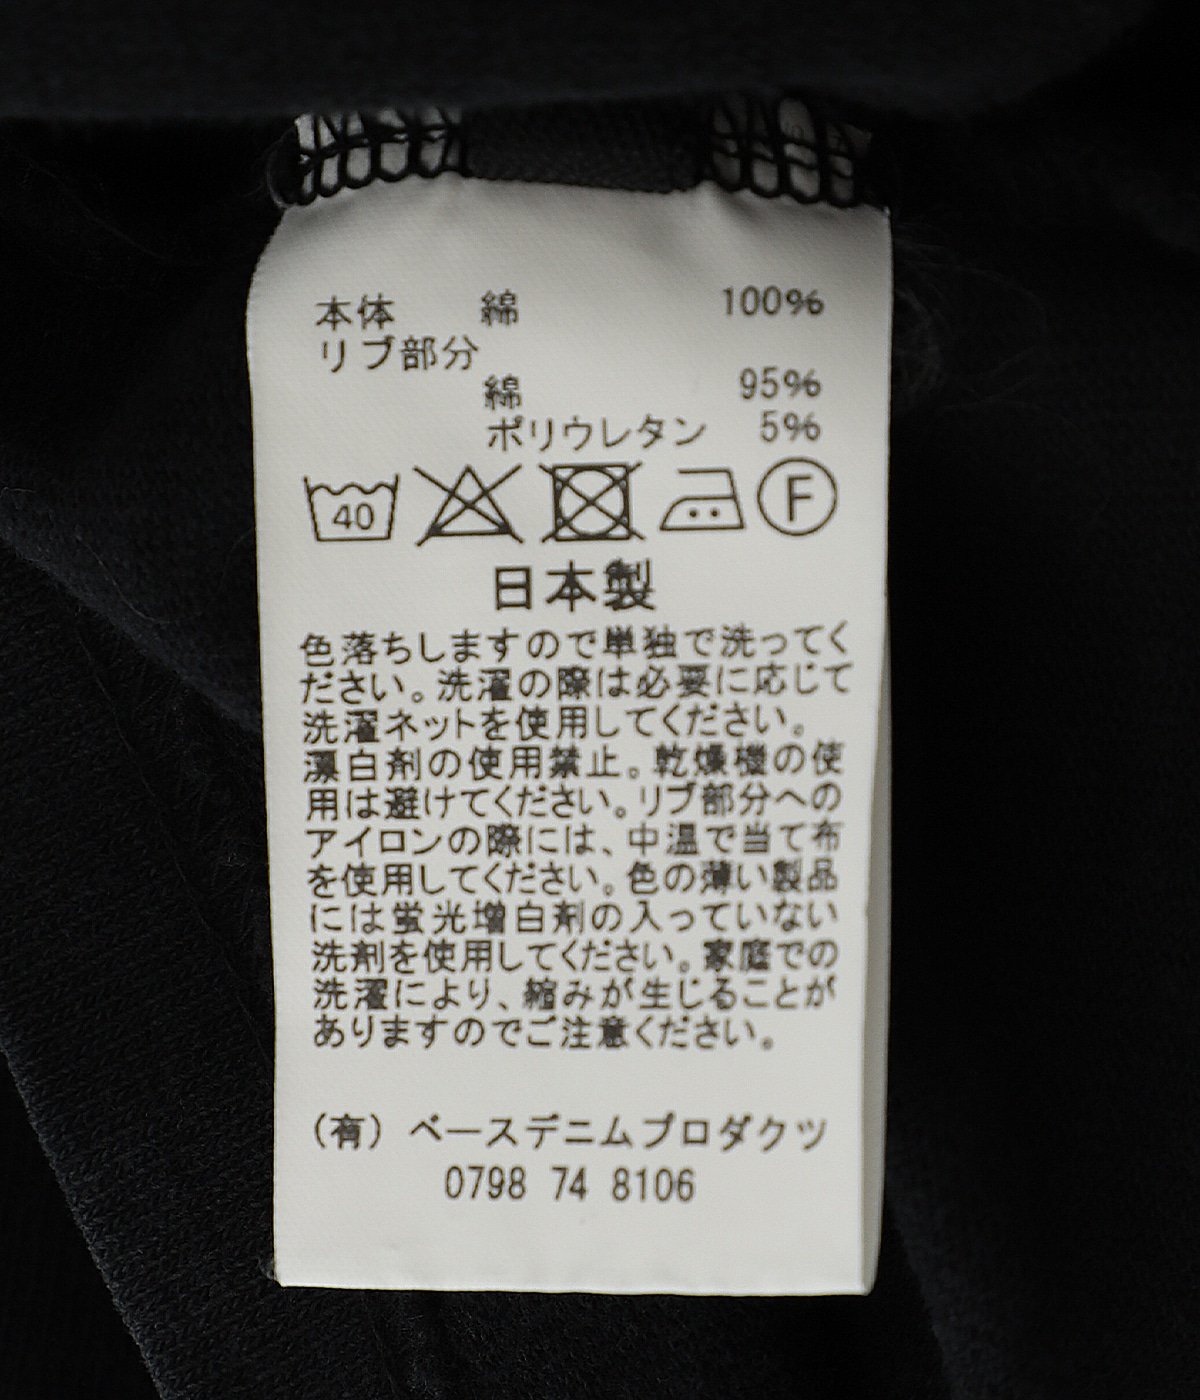 本体 綿 100%
リブ部分
綿 95%
ポリウレタン 5%
40 F
日本製
色落ちしますので単独で洗ってく
ださい。洗濯の際は必要に応じて
洗濯ネットを使用してください。
漂白剤の使用禁止。乾燥機の使
用は避けてください。リブ部分への
アイロンの際には、中温で当て布
を使用してください。色の薄い製品
には蛍光増白剤の入っていない
洗剤を使用してください。家庭での
洗濯により、縮みが生じることが
ありますのでご注意ください。
(有) ベースデニムプロダクツ
0798 74 8106